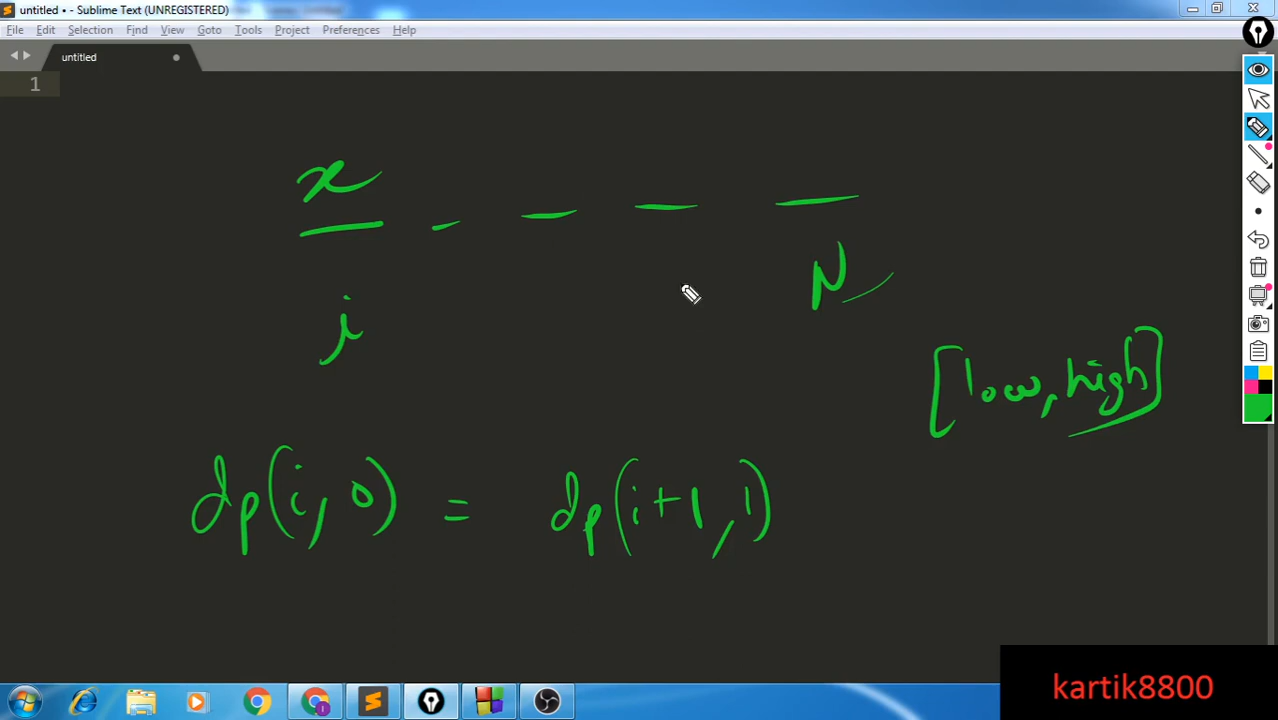 untitled • - Sublime Text (UNREGISTERED)
File Edit Selection Find View Goto Tools Project Preferences Help
untitled
1
x
i
N
[low, high]
dp(i, 0) = dp(i+1, 1)
kartik8800